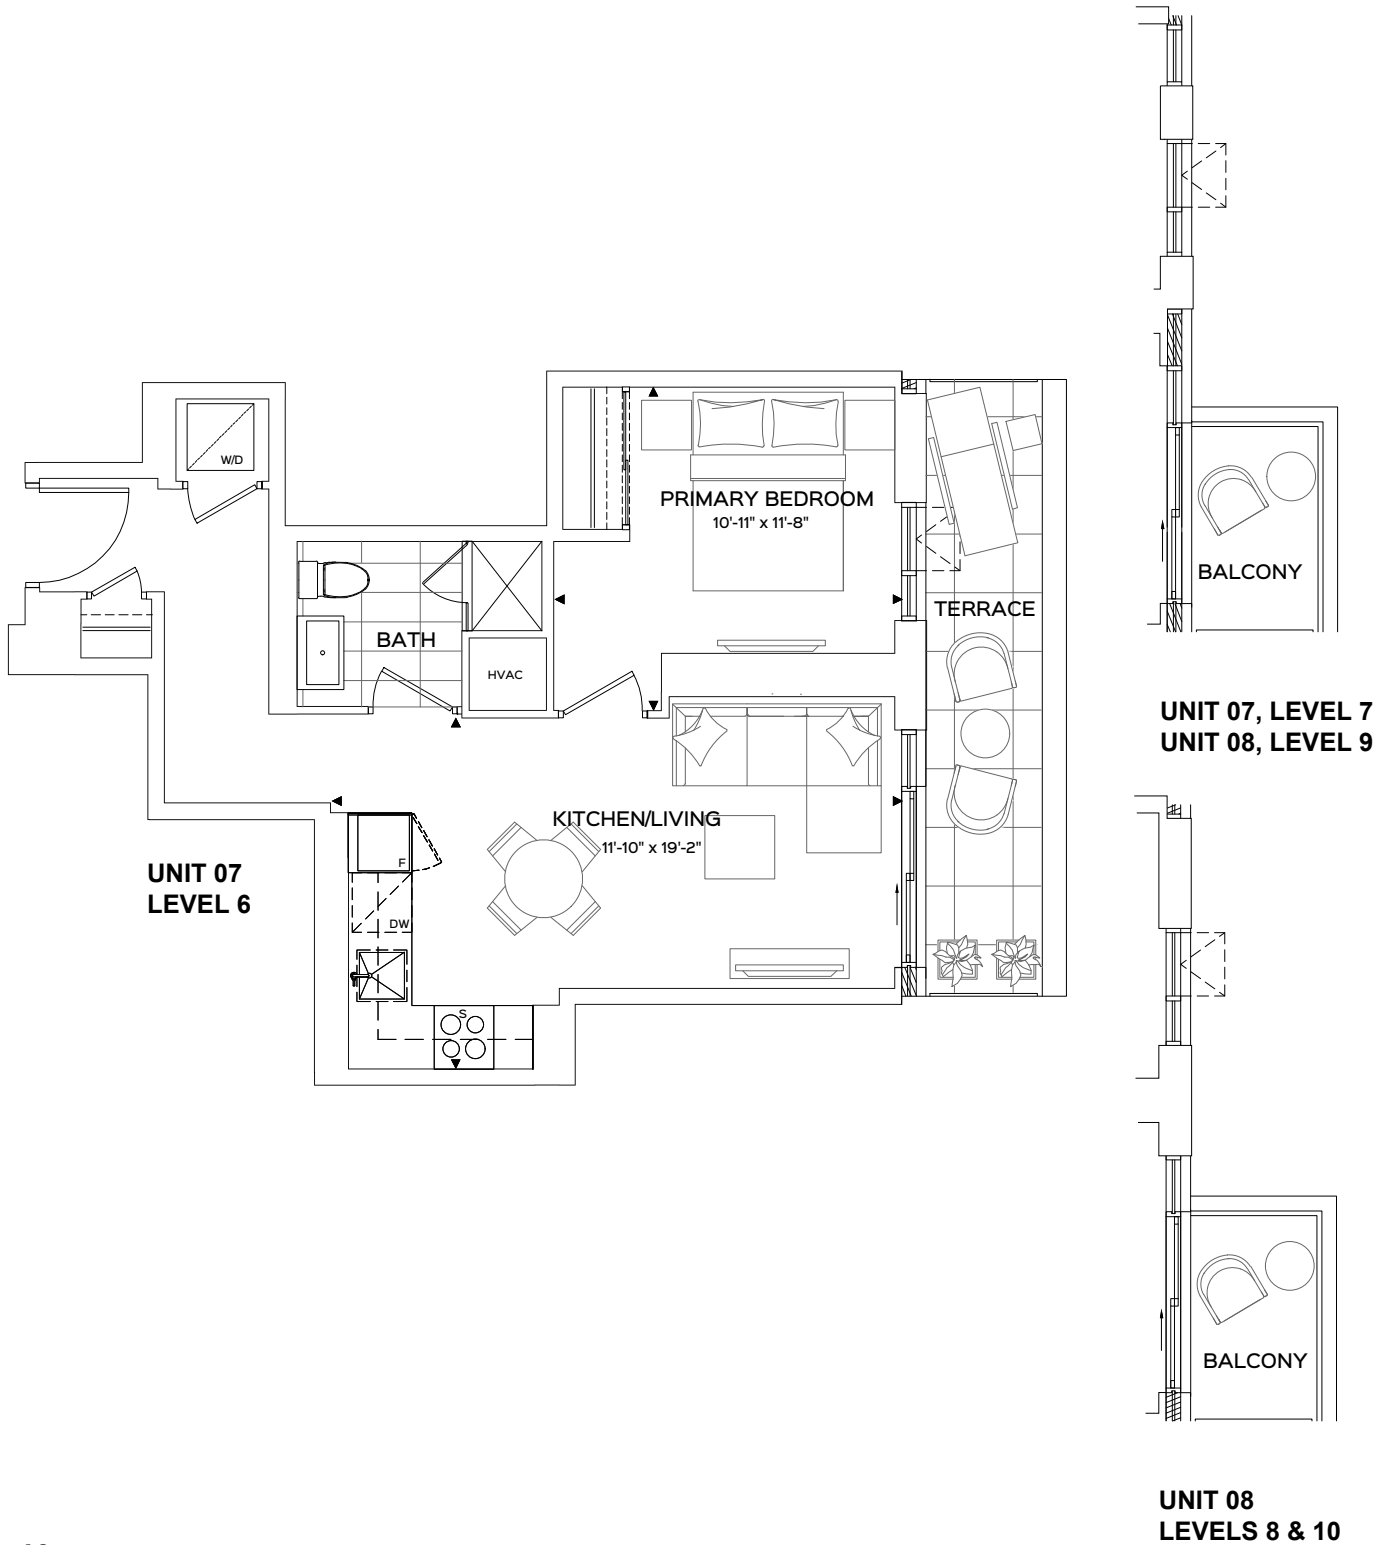 W/D
PRIMARY BEDROOM
10'-11" x 11'-8"
BATH
HVAC
TERRACE
KITCHEN/LIVING
11'-10" x 19'-2"
F
DW
S
UNIT 07
LEVEL 6
BALCONY
UNIT 07, LEVEL 7
UNIT 08, LEVEL 9
BALCONY
UNIT 08
LEVELS 8 & 10